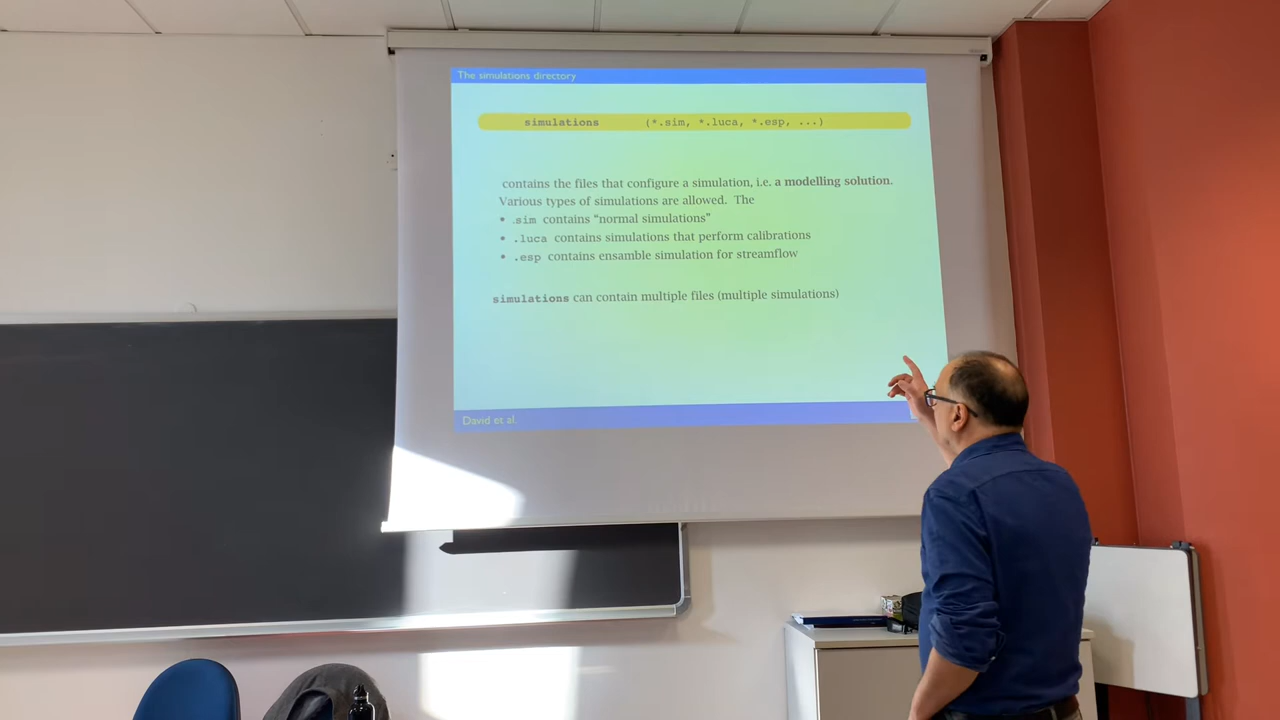 The simulations directory
simulations (*.sim, *.luca, *.esp, ...)
contains the files that configure a simulation, i.e. a modelling solution.
Various types of simulations are allowed. The
• .sim contains “normal simulations”
• .luca contains simulations that perform calibrations
• .esp contains ensamble simulation for streamflow
simulations can contain multiple files (multiple simulations)
David et al.